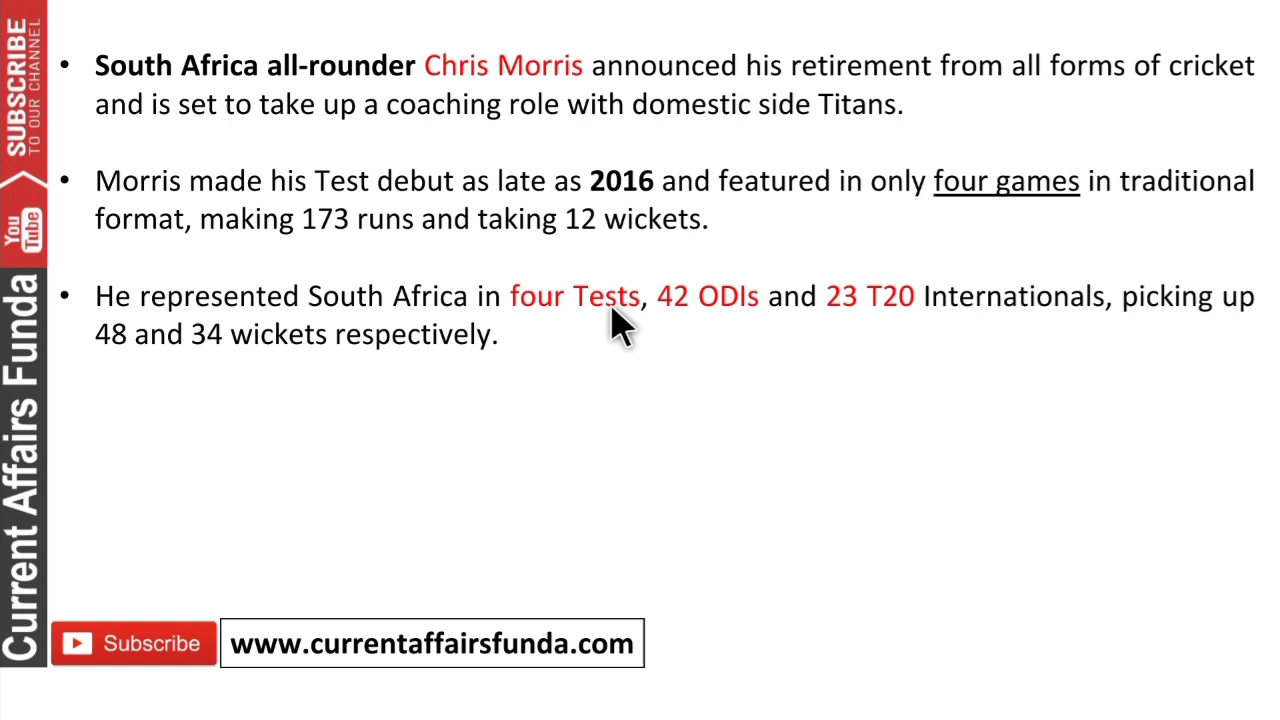 • South Africa all-rounder Chris Morris announced his retirement from all forms of cricket
and is set to take up a coaching role with domestic side Titans.
• Morris made his Test debut as late as 2016 and featured in only four games in traditional
format, making 173 runs and taking 12 wickets.
• He represented South Africa in four Tests, 42 ODIs and 23 T20 Internationals, picking up
48 and 34 wickets respectively.
SUBSCRIBE
TO OUR CHANNEL
You
Tube
Current Affairs Funda
Subscribe
www.currentaffairsfunda.com